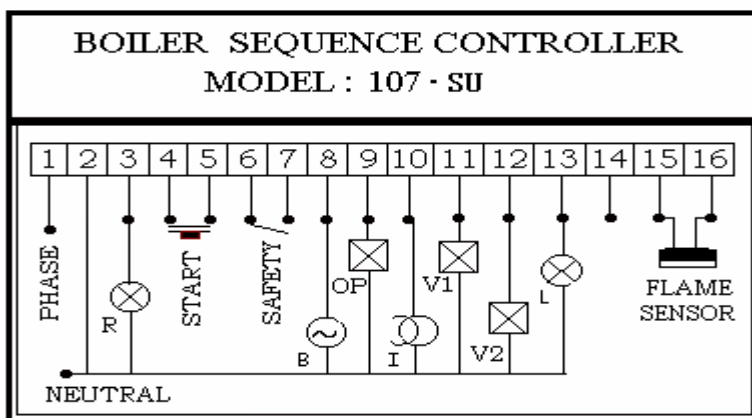 BOILER SEQUENCE CONTROLLER
MODEL : 107 - SU
1 2 3 4 5 6 7 8 9 10 11 12 13 14 15 16
PHASE
R
START
SAFETY
B
OP
I
V1
V2
L
FLAME
SENSOR
NEUTRAL